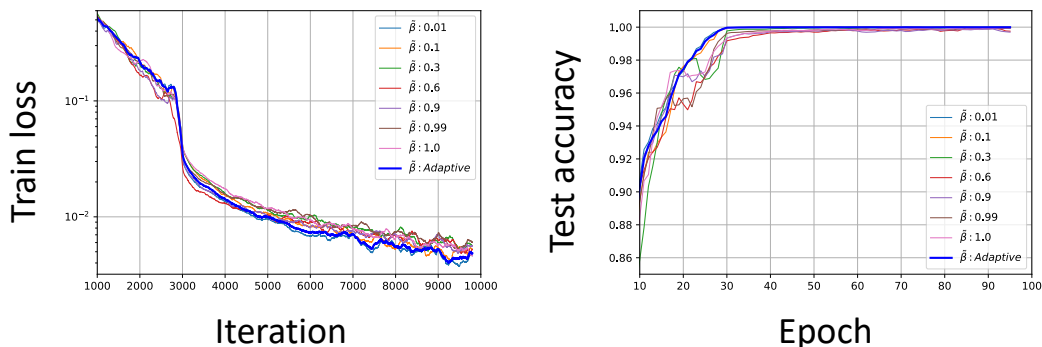 Train loss
10⁻¹
10⁻²
1000 2000 3000 4000 5000 6000 7000 8000 9000 10000
Iteration
β̃ : 0.01
β̃ : 0.1
β̃ : 0.3
β̃ : 0.6
β̃ : 0.9
β̃ : 0.99
β̃ : 1.0
β̃ : Adaptive
Test accuracy
1.00
0.98
0.96
0.94
0.92
0.90
0.88
0.86
10 20 30 40 50 60 70 80 90 100
Epoch
β̃ : 0.01
β̃ : 0.1
β̃ : 0.3
β̃ : 0.6
β̃ : 0.9
β̃ : 0.99
β̃ : 1.0
β̃ : Adaptive